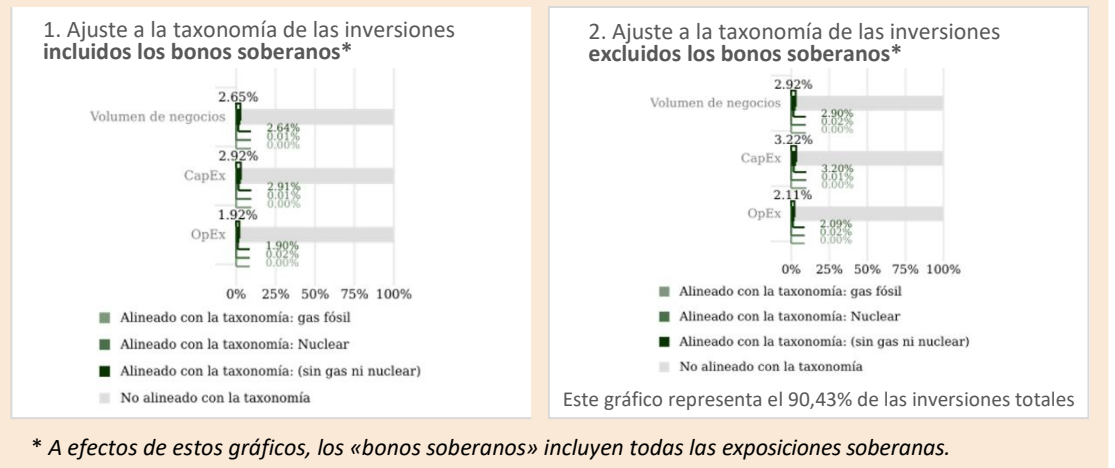 1. Ajuste a la taxonomía de las inversiones
incluidos los bonos soberanos*
2.65%
Volumen de negocios
2.64%
0.01%
0.00%
2.92%
CapEx
2.91%
0.01%
0.00%
1.92%
OpEx
1.90%
0.02%
0.00%
0% 25% 50% 75% 100%
Alineado con la taxonomía: gas fósil
Alineado con la taxonomía: Nuclear
Alineado con la taxonomía: (sin gas ni nuclear)
No alineado con la taxonomía
2. Ajuste a la taxonomía de las inversiones
excluidos los bonos soberanos*
2.92%
Volumen de negocios
2.90%
0.02%
0.00%
3.22%
CapEx
3.20%
0.01%
0.00%
2.11%
OpEx
2.09%
0.02%
0.00%
0% 25% 50% 75% 100%
Alineado con la taxonomía: gas fósil
Alineado con la taxonomía: Nuclear
Alineado con la taxonomía: (sin gas ni nuclear)
No alineado con la taxonomía
Este gráfico representa el 90,43% de las inversiones totales
* A efectos de estos gráficos, los «bonos soberanos» incluyen todas las exposiciones soberanas.